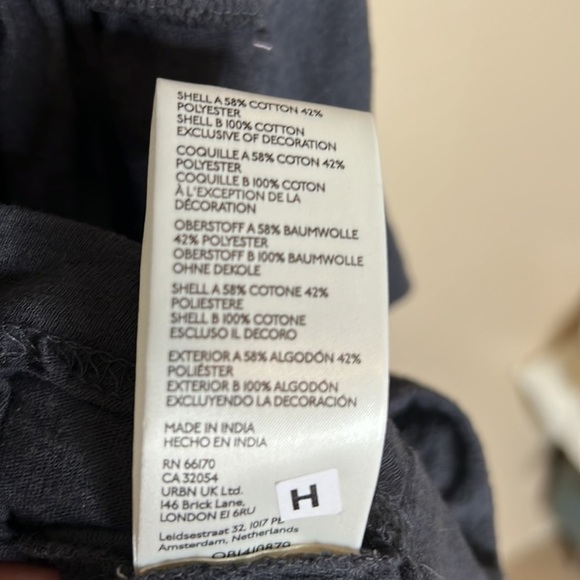 SHELL A 58% COTTON 42%
POLYESTER
SHELL B 100% COTTON
EXCLUSIVE OF DECORATION
COQUILLE A 58% COTON 42%
POLYESTER
COQUILLE B 100% COTON
À L'EXCEPTION DE LA
DÉCORATION
OBERSTOFF A 58% BAUMWOLLE
42% POLYESTER
OBERSTOFF B 100% BAUMWOLLE
OHNE DEKOLE
SHELL A 58% COTONE 42%
POLIESTERE
SHELL B 100% COTONE
ESCLUSO IL DECORO
EXTERIOR A 58% ALGODÓN 42%
POLIÉSTER
EXTERIOR B 100% ALGODÓN
EXCLUYENDO LA DECORACIÓN
MADE IN INDIA
HECHO EN INDIA
RN 66170
CA 32054
URBN UK Ltd.
146 Brick Lane,
LONDON E1 6RU
H
Leidsestraat 32, 1017 PB
Amsterdam, Netherlands